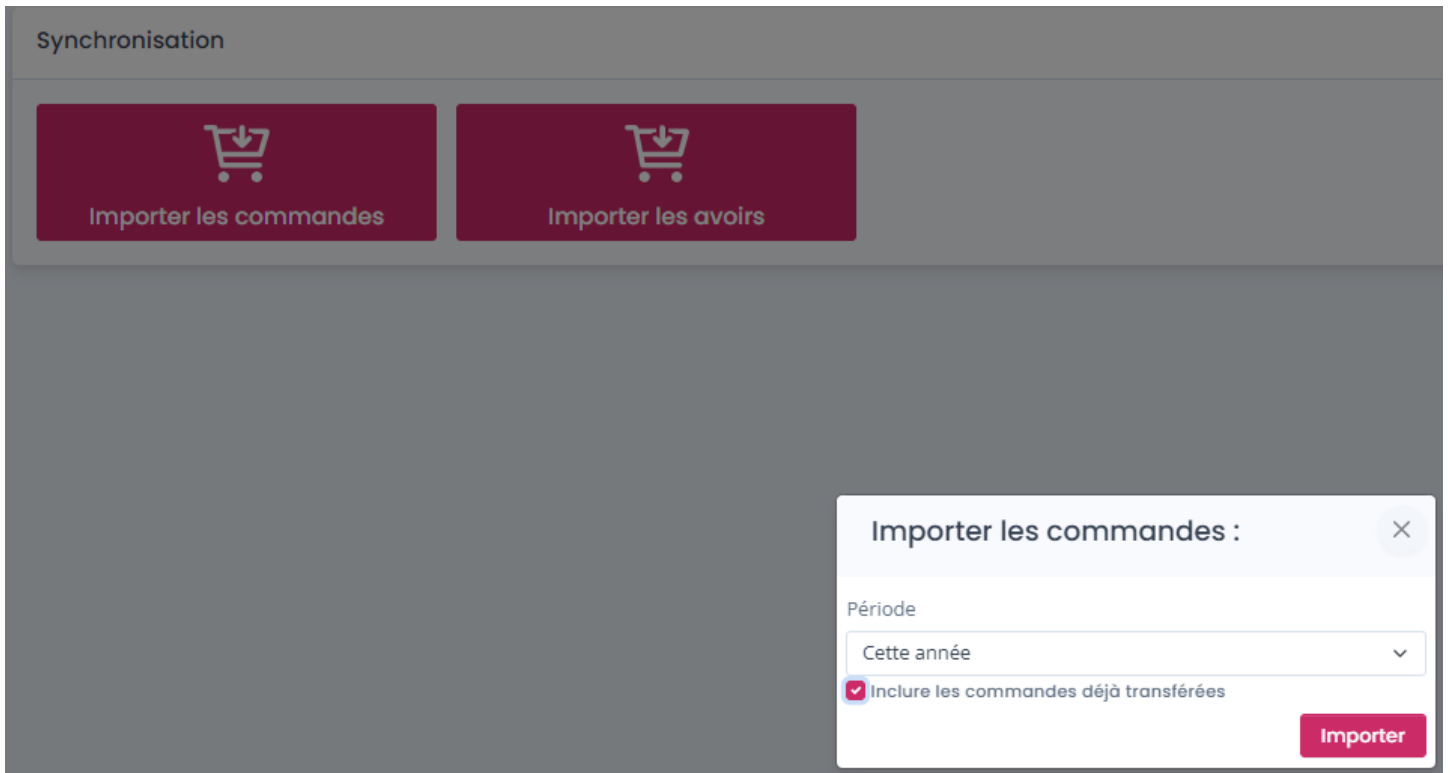 Synchronisation
Importer les commandes
Importer les avoirs
Importer les commandes :
Période
Cette année
Inclure les commandes déjà transférées
Importer